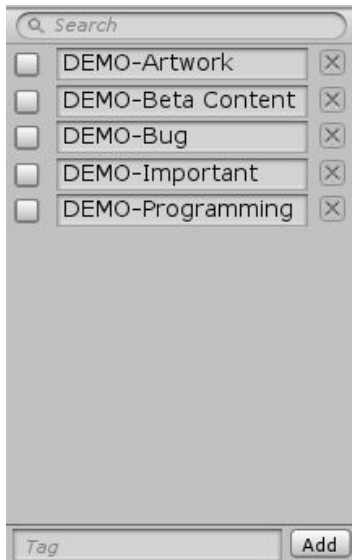 Search
DEMO-Artwork
DEMO-Beta Content
DEMO-Bug
DEMO-Important
DEMO-Programming
Tag Add